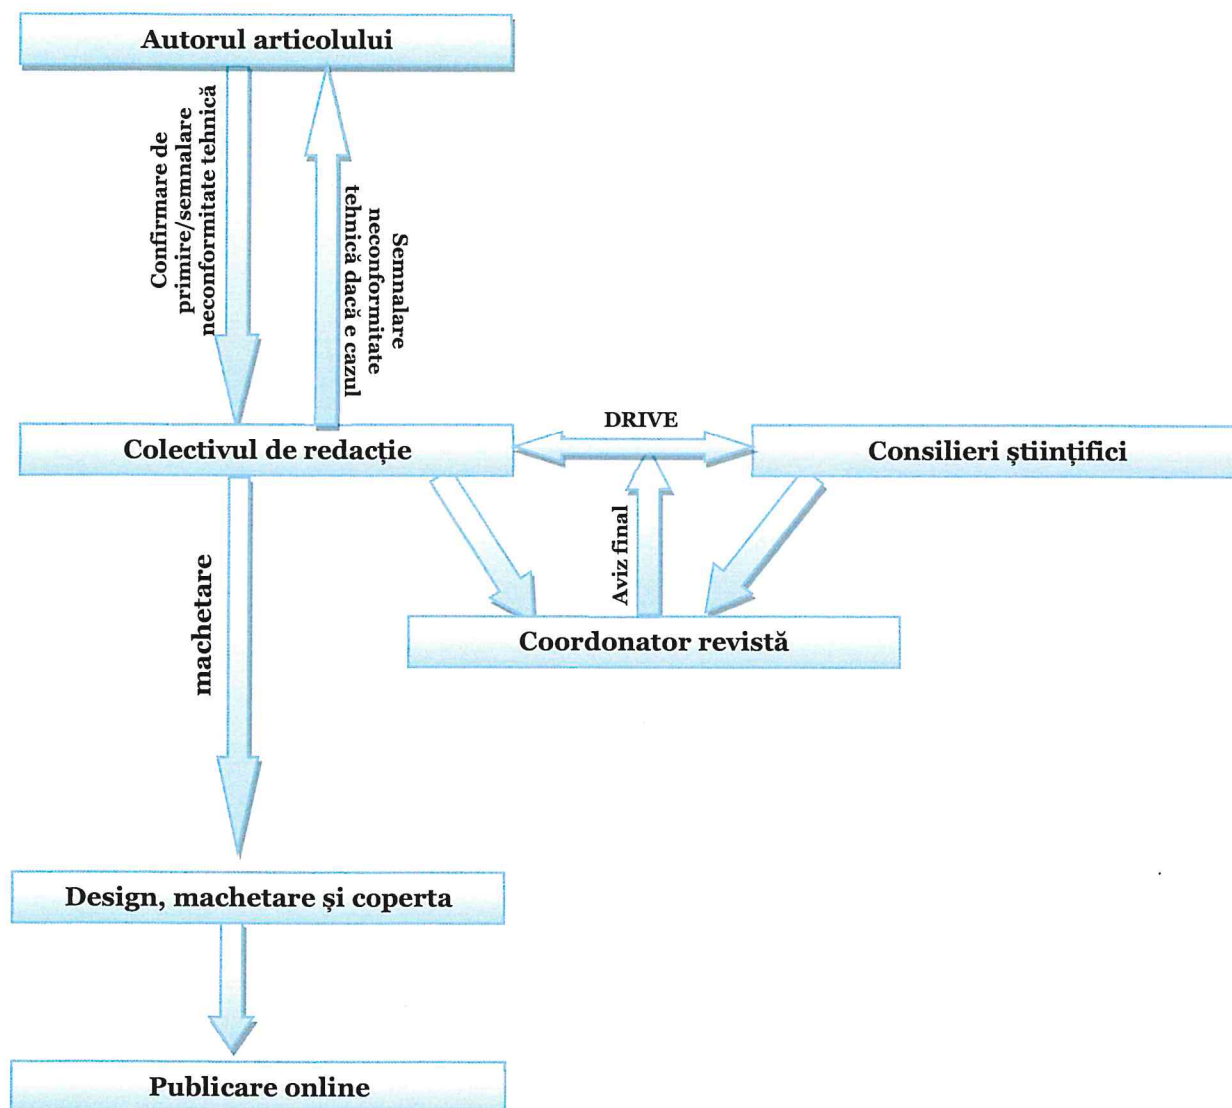 Autorul articolului
Confirmare de
primire/semnalare
neconformitate tehnică
Semnalare
neconformitate
tehnică dacă e cazul
Colectivul de redacție
DRIVE
Consilieri științifici
Aviz final
machetare
Coordonator revistă
Design, machetare și coperta
Publicare online